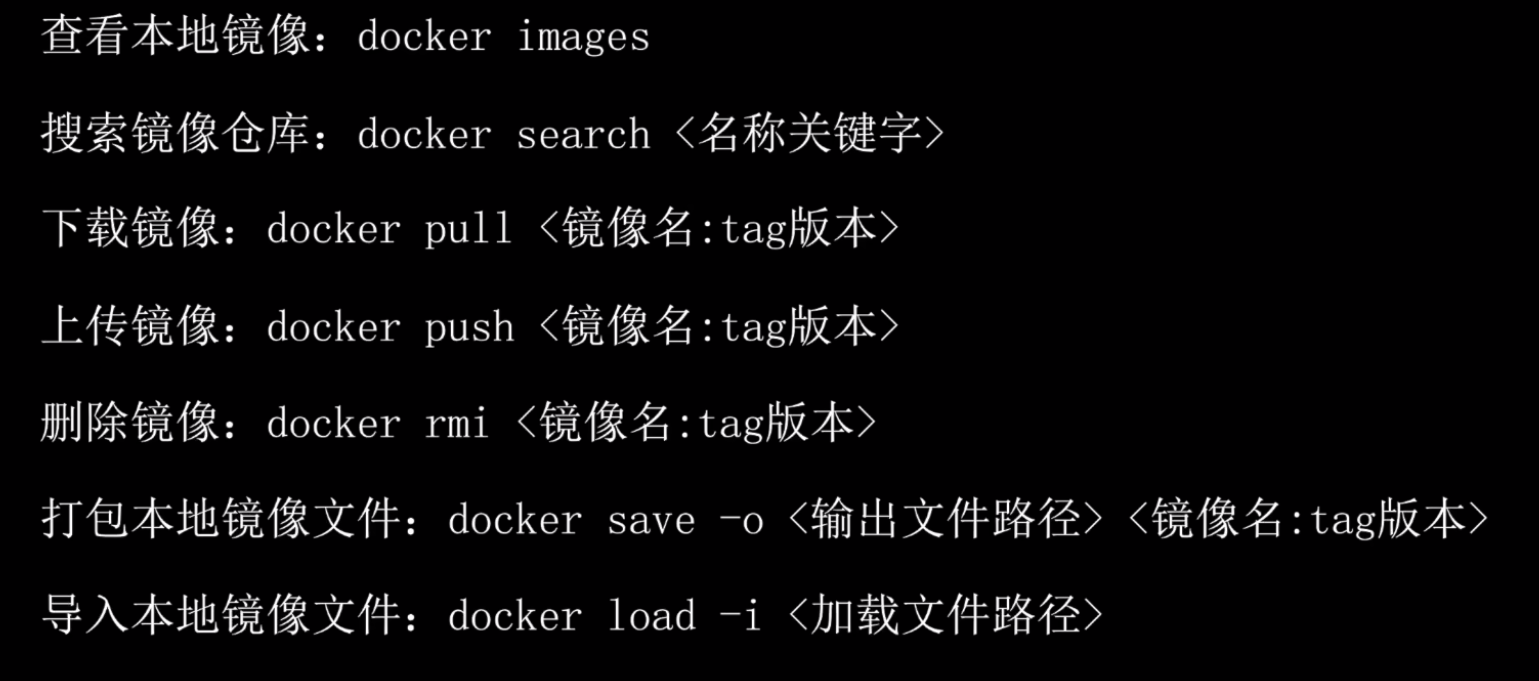 查看本地镜像：docker images
搜索镜像仓库：docker search <名称关键字>
下载镜像：docker pull <镜像名:tag版本>
上传镜像：docker push <镜像名:tag版本>
删除镜像：docker rmi <镜像名:tag版本>
打包本地镜像文件：docker save -o <输出文件路径> <镜像名:tag版本>
导入本地镜像文件：docker load -i <加载文件路径>